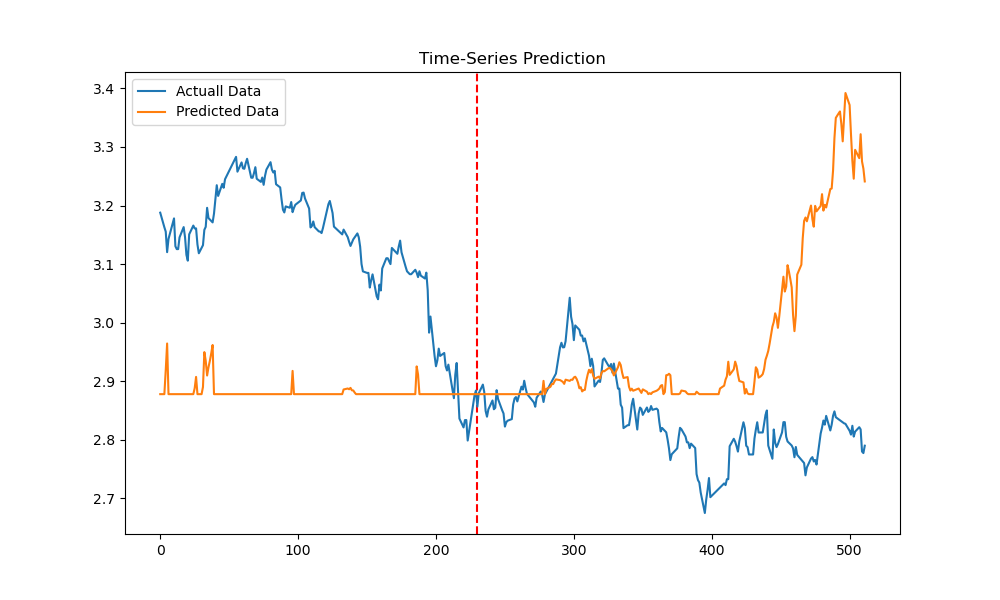 Time-Series Prediction
Actuall Data
Predicted Data
3.4
3.3
3.2
3.1
3.0
2.9
2.8
2.7
0 100 200 300 400 500